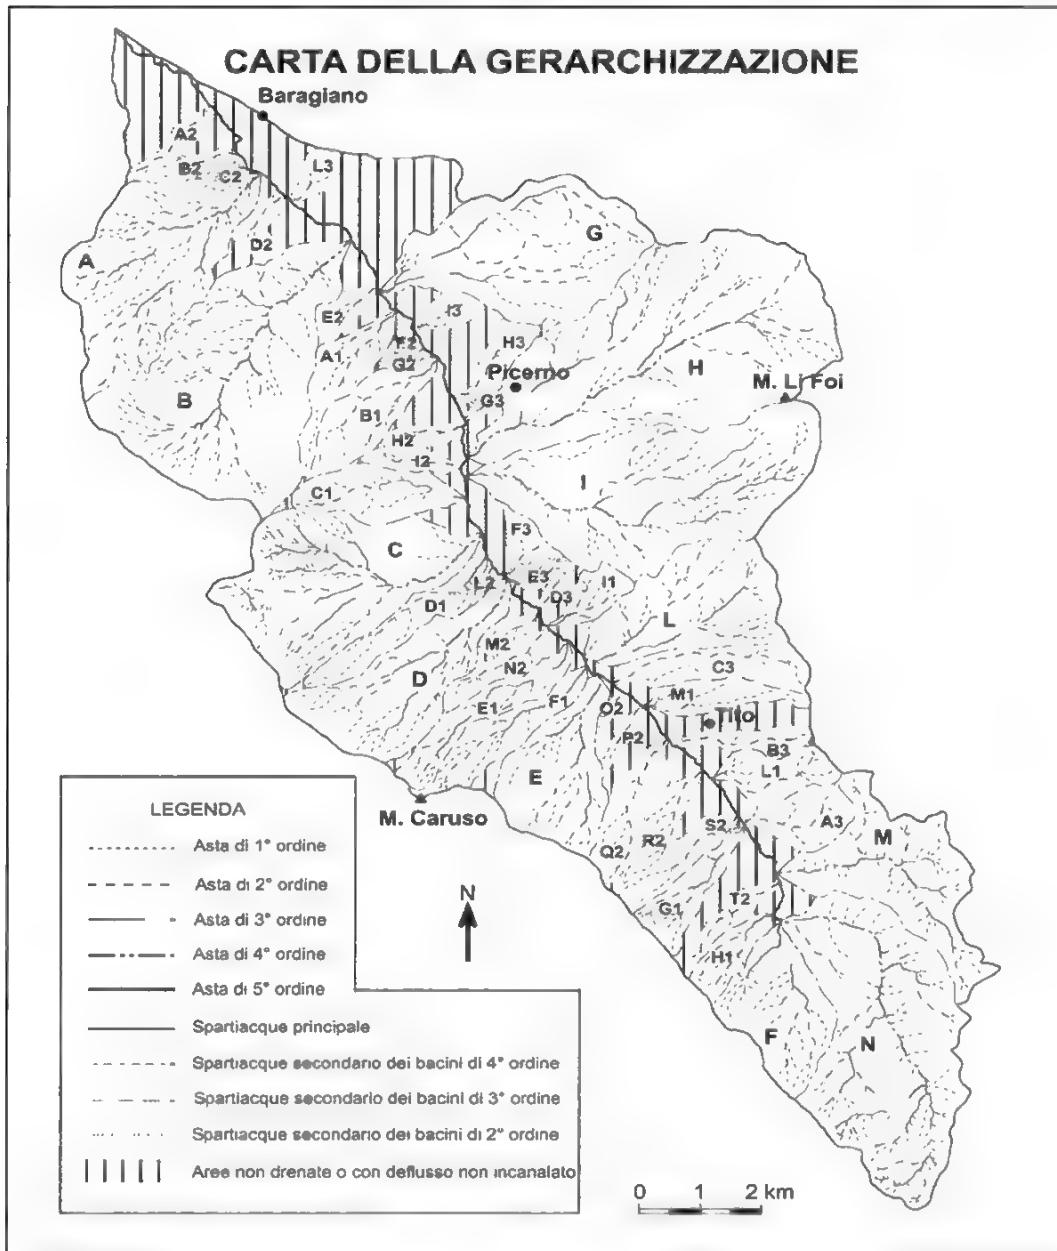 CARTA DELLA GERARCHIZZAZIONE
Baragiano
A2
L3
B2
C2
G
D2
A
I3
E2
H3
F2
A1
G2
H
Picerno
M. Li Foi
B
G3
B1
H2
I2
I
C1
F3
C
E3
I1
L2
D3
D1
L
M2
C3
N2
D
M1
E1
F1
O2
Tito
P2
B3
L1
E
M. Caruso
S2
A3
M
R2
Q2
T2
G1
H1
F
N
LEGENDA
Asta di 1° ordine
Asta di 2° ordine
Asta di 3° ordine
Asta di 4° ordine
Asta di 5° ordine
Spartiacque principale
Spartiacque secondario dei bacini di 4° ordine
Spartiacque secondario dei bacini di 3° ordine
Spartiacque secondario dei bacini di 2° ordine
Aree non drenate o con deflusso non incanalato
N
0 1 2 km